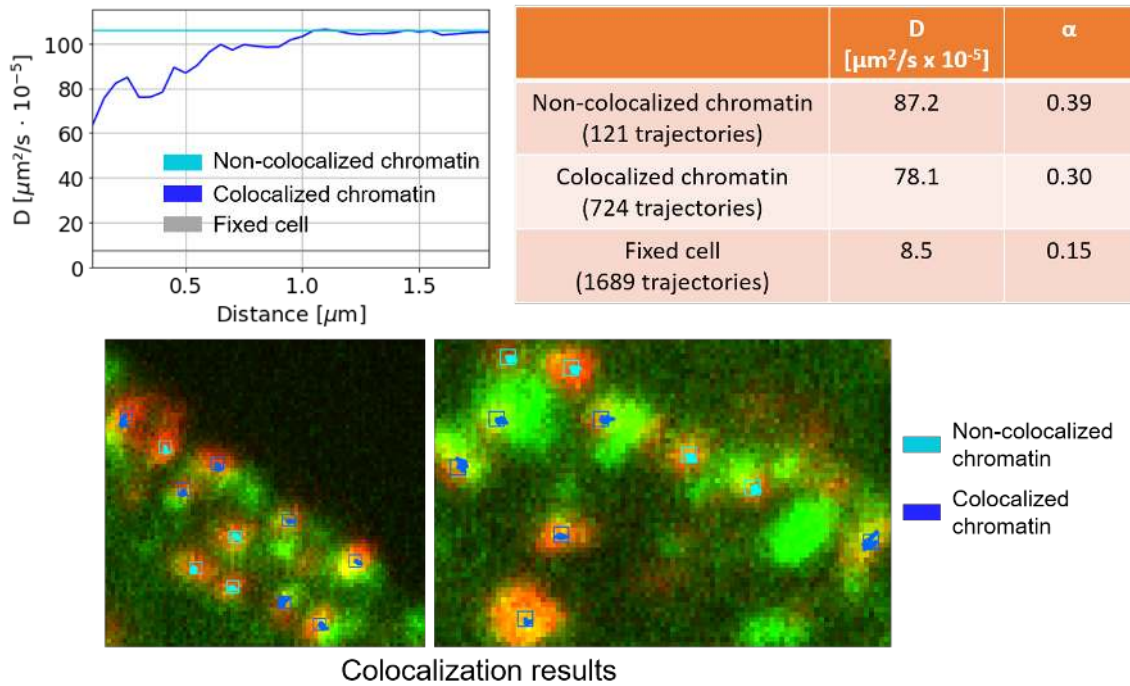 D [μm²/s · 10⁻⁵]
100
80
60
40
20
0
Non-colocalized chromatin
Colocalized chromatin
Fixed cell
0.5
1.0
1.5
Distance [μm]
D
[μm²/s x 10⁻⁵]
α
Non-colocalized chromatin
(121 trajectories)
87.2
0.39
Colocalized chromatin
(724 trajectories)
78.1
0.30
Fixed cell
(1689 trajectories)
8.5
0.15
Non-colocalized
chromatin
Colocalized
chromatin
Colocalization results